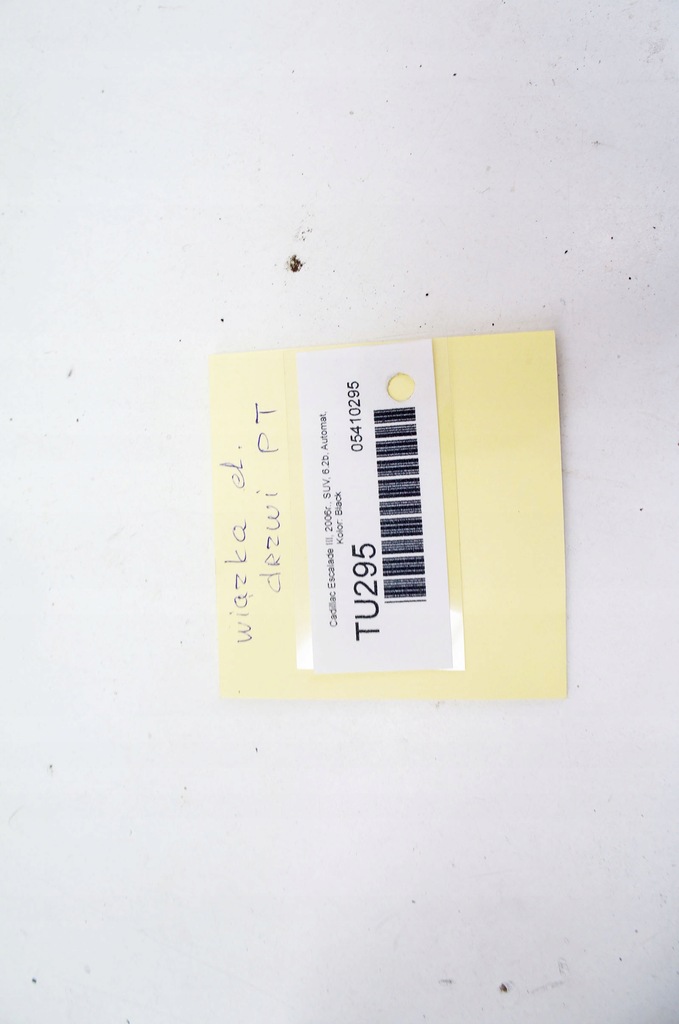 wiązka el.
drzwi PT
Cadillac Escalade III, 2006r., SUV, 6.2b, Automat,
Kolor: Black
TU295 05410295